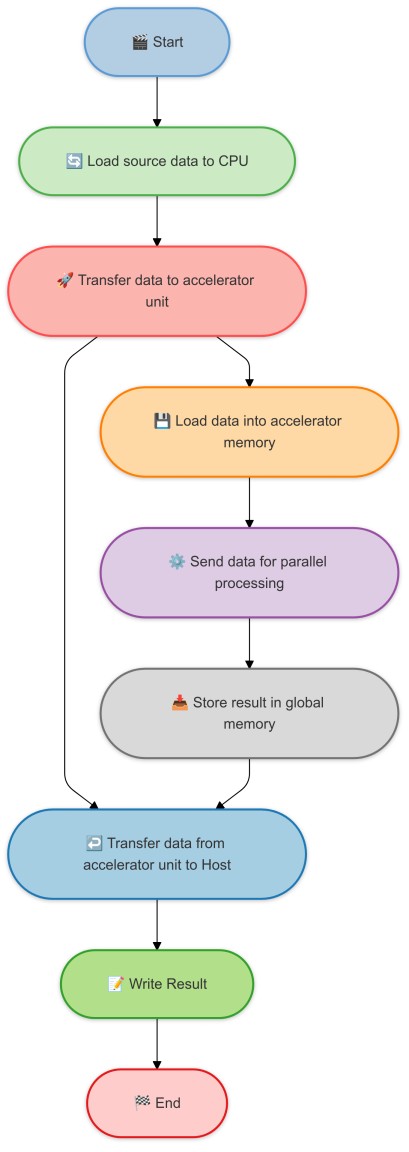 🎬 Start
🔄 Load source data to CPU
🚀 Transfer data to accelerator
unit
💾 Load data into accelerator
memory
⚙️ Send data for parallel
processing
📥 Store result in global
memory
↩️ Transfer data from
accelerator unit to Host
📝 Write Result
🏁 End